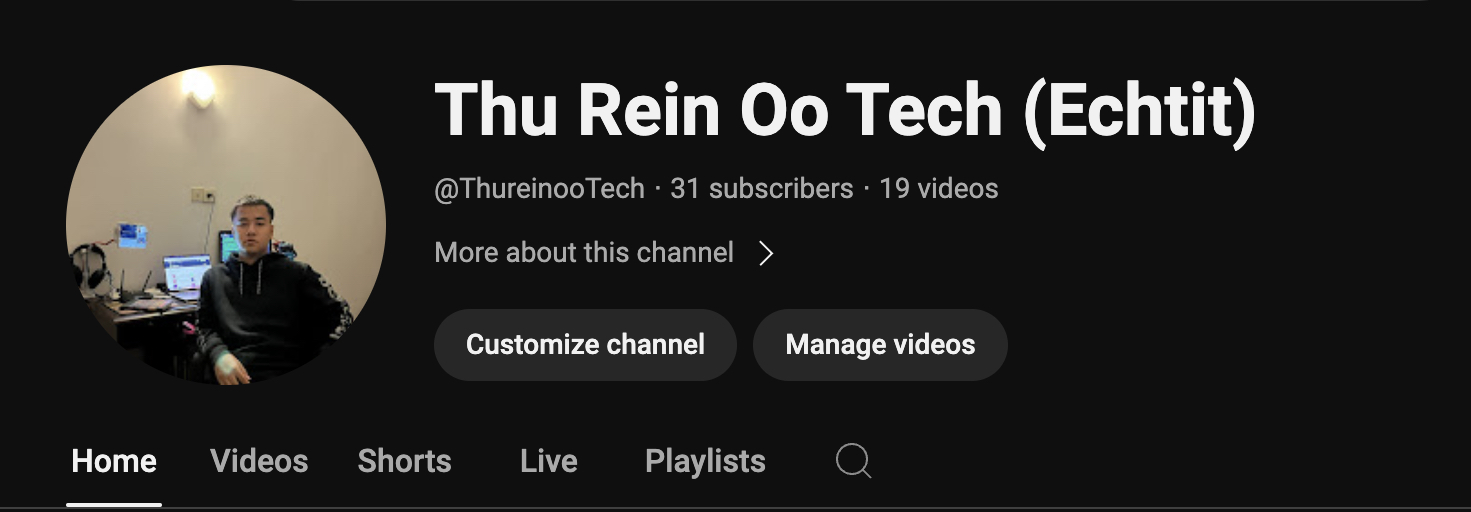 Thu Rein Oo Tech (Echtit)
@ThureinooTech · 31 subscribers · 19 videos
More about this channel
Customize channel Manage videos
Home Videos Shorts Live Playlists